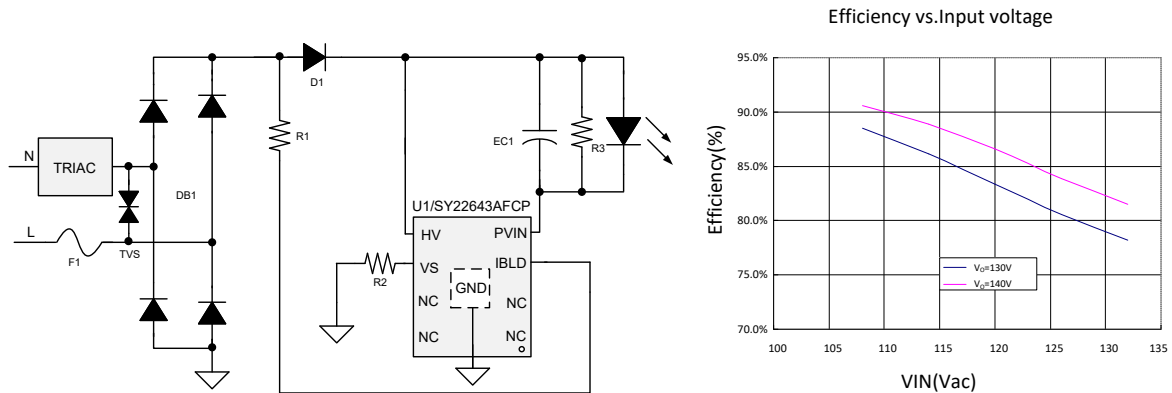 N
TRIAC
L
F1
TVS
DB1
R1
D1
EC1
R3
U1/SY22643AFCP
HV
PVIN
VS
IBLD
R2
GND
NC
NC
NC
NC
Efficiency vs.Input voltage
95.0%
90.0%
85.0%
80.0%
75.0%
70.0%
Efficiency(%)
V₀=130V
V₀=140V
100 105 110 115 120 125 130 135
VIN(Vac)